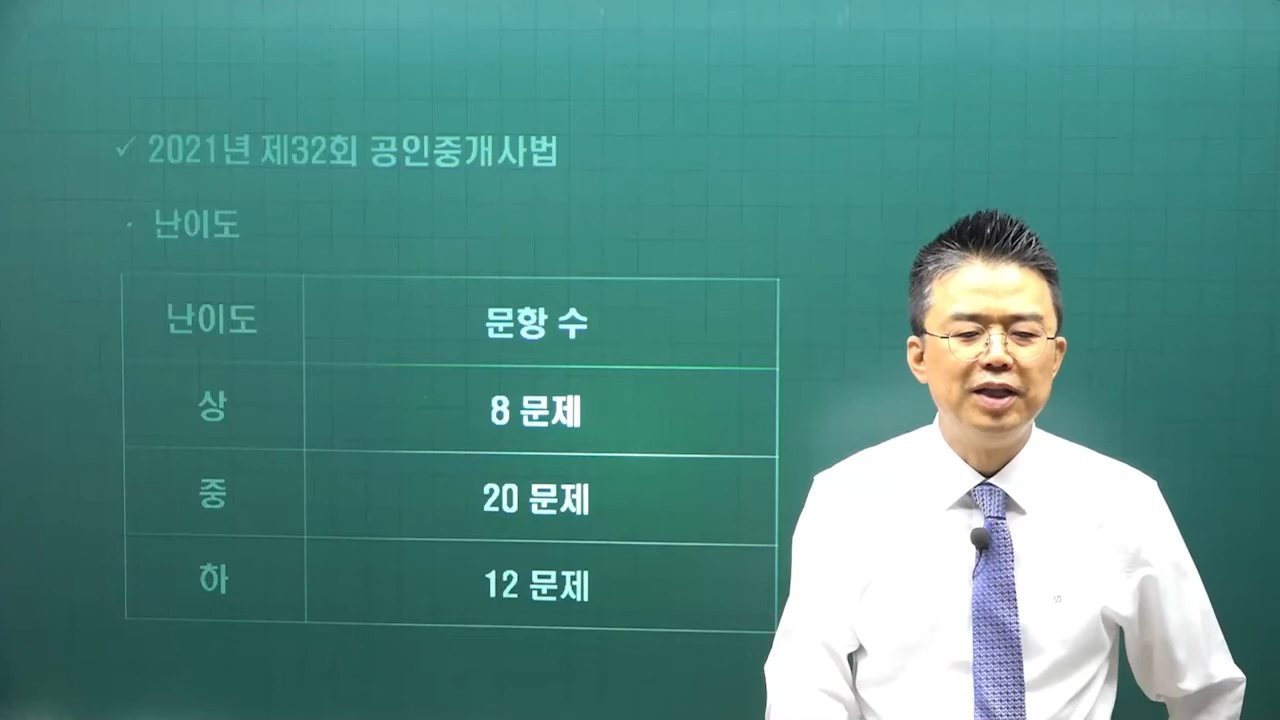 ✓ 2021년 제32회 공인중개사법
· 난이도
난이도 문항 수
상 8 문제
중 20 문제
하 12 문제